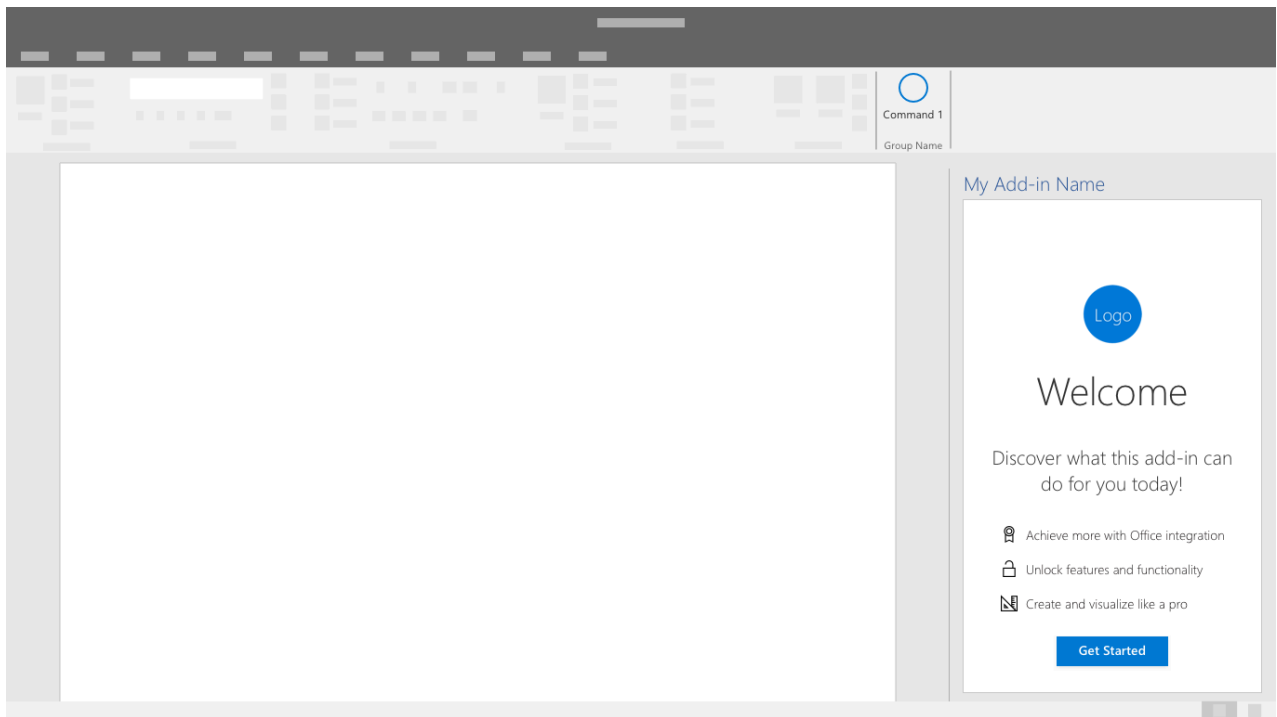 Command 1
Group Name
My Add-in Name
Logo
Welcome
Discover what this add-in can
do for you today!
Achieve more with Office integration
Unlock features and functionality
Create and visualize like a pro
Get Started